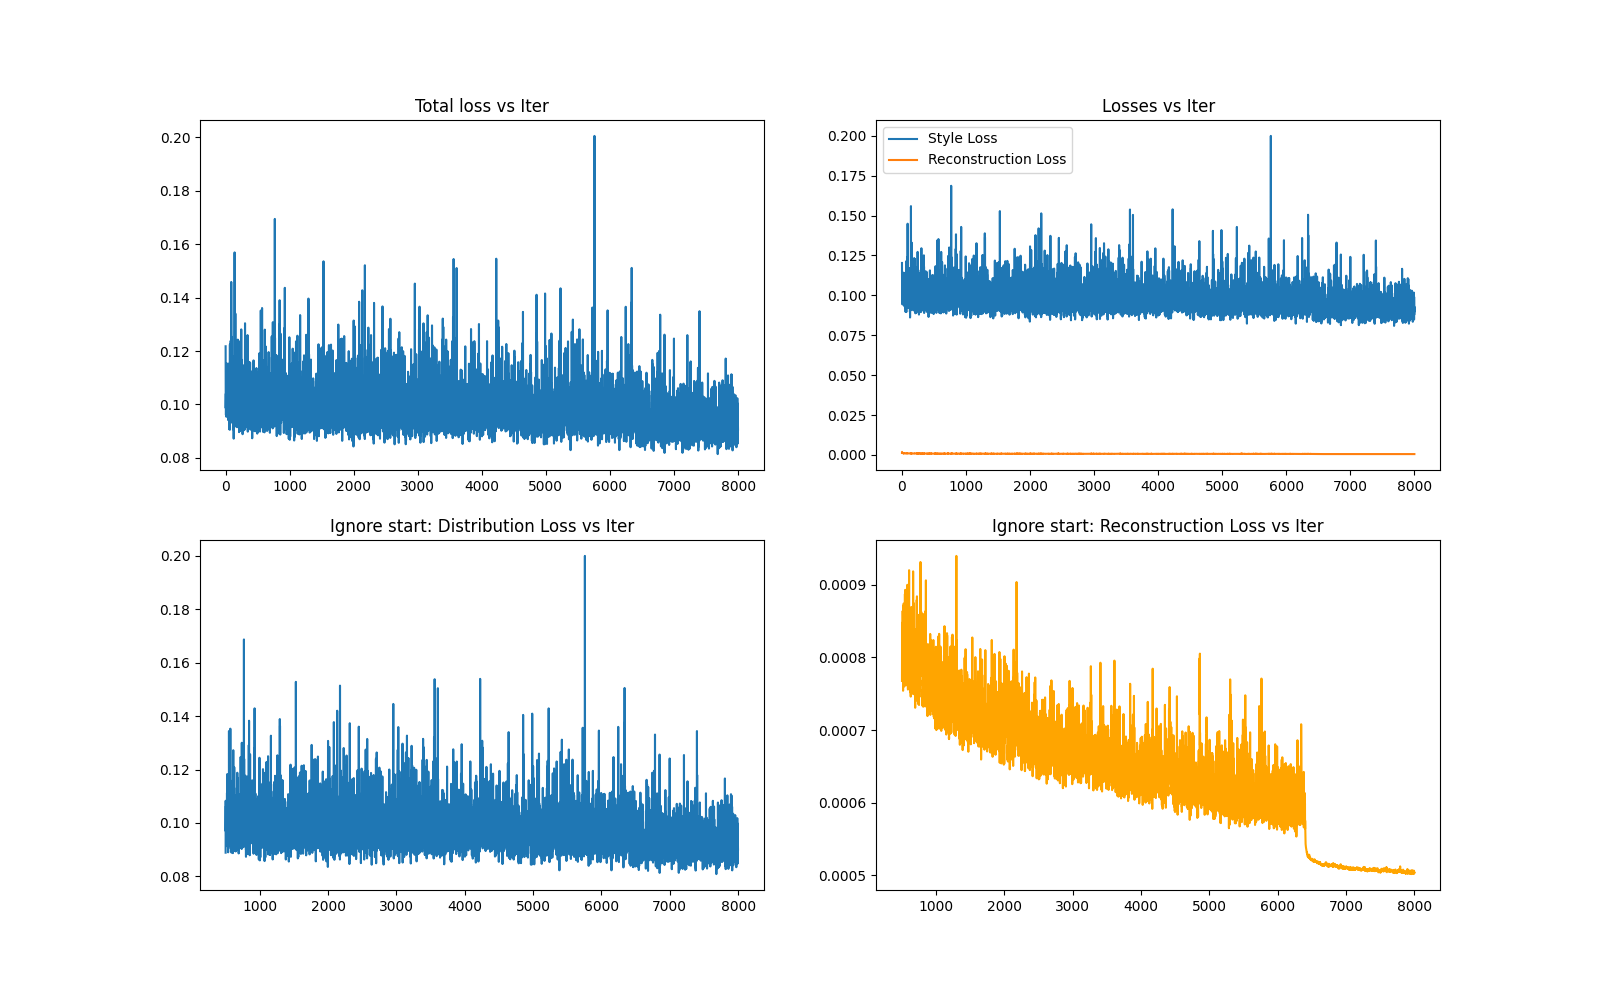 Total loss vs Iter
0.20
0.18
0.16
0.14
0.12
0.10
0.08
0 1000 2000 3000 4000 5000 6000 7000 8000
Losses vs Iter
Style Loss
Reconstruction Loss
0.200
0.175
0.150
0.125
0.100
0.075
0.050
0.025
0.000
0 1000 2000 3000 4000 5000 6000 7000 8000
Ignore start: Distribution Loss vs Iter
0.20
0.18
0.16
0.14
0.12
0.10
0.08
1000 2000 3000 4000 5000 6000 7000 8000
Ignore start: Reconstruction Loss vs Iter
0.0009
0.0008
0.0007
0.0006
0.0005
1000 2000 3000 4000 5000 6000 7000 8000